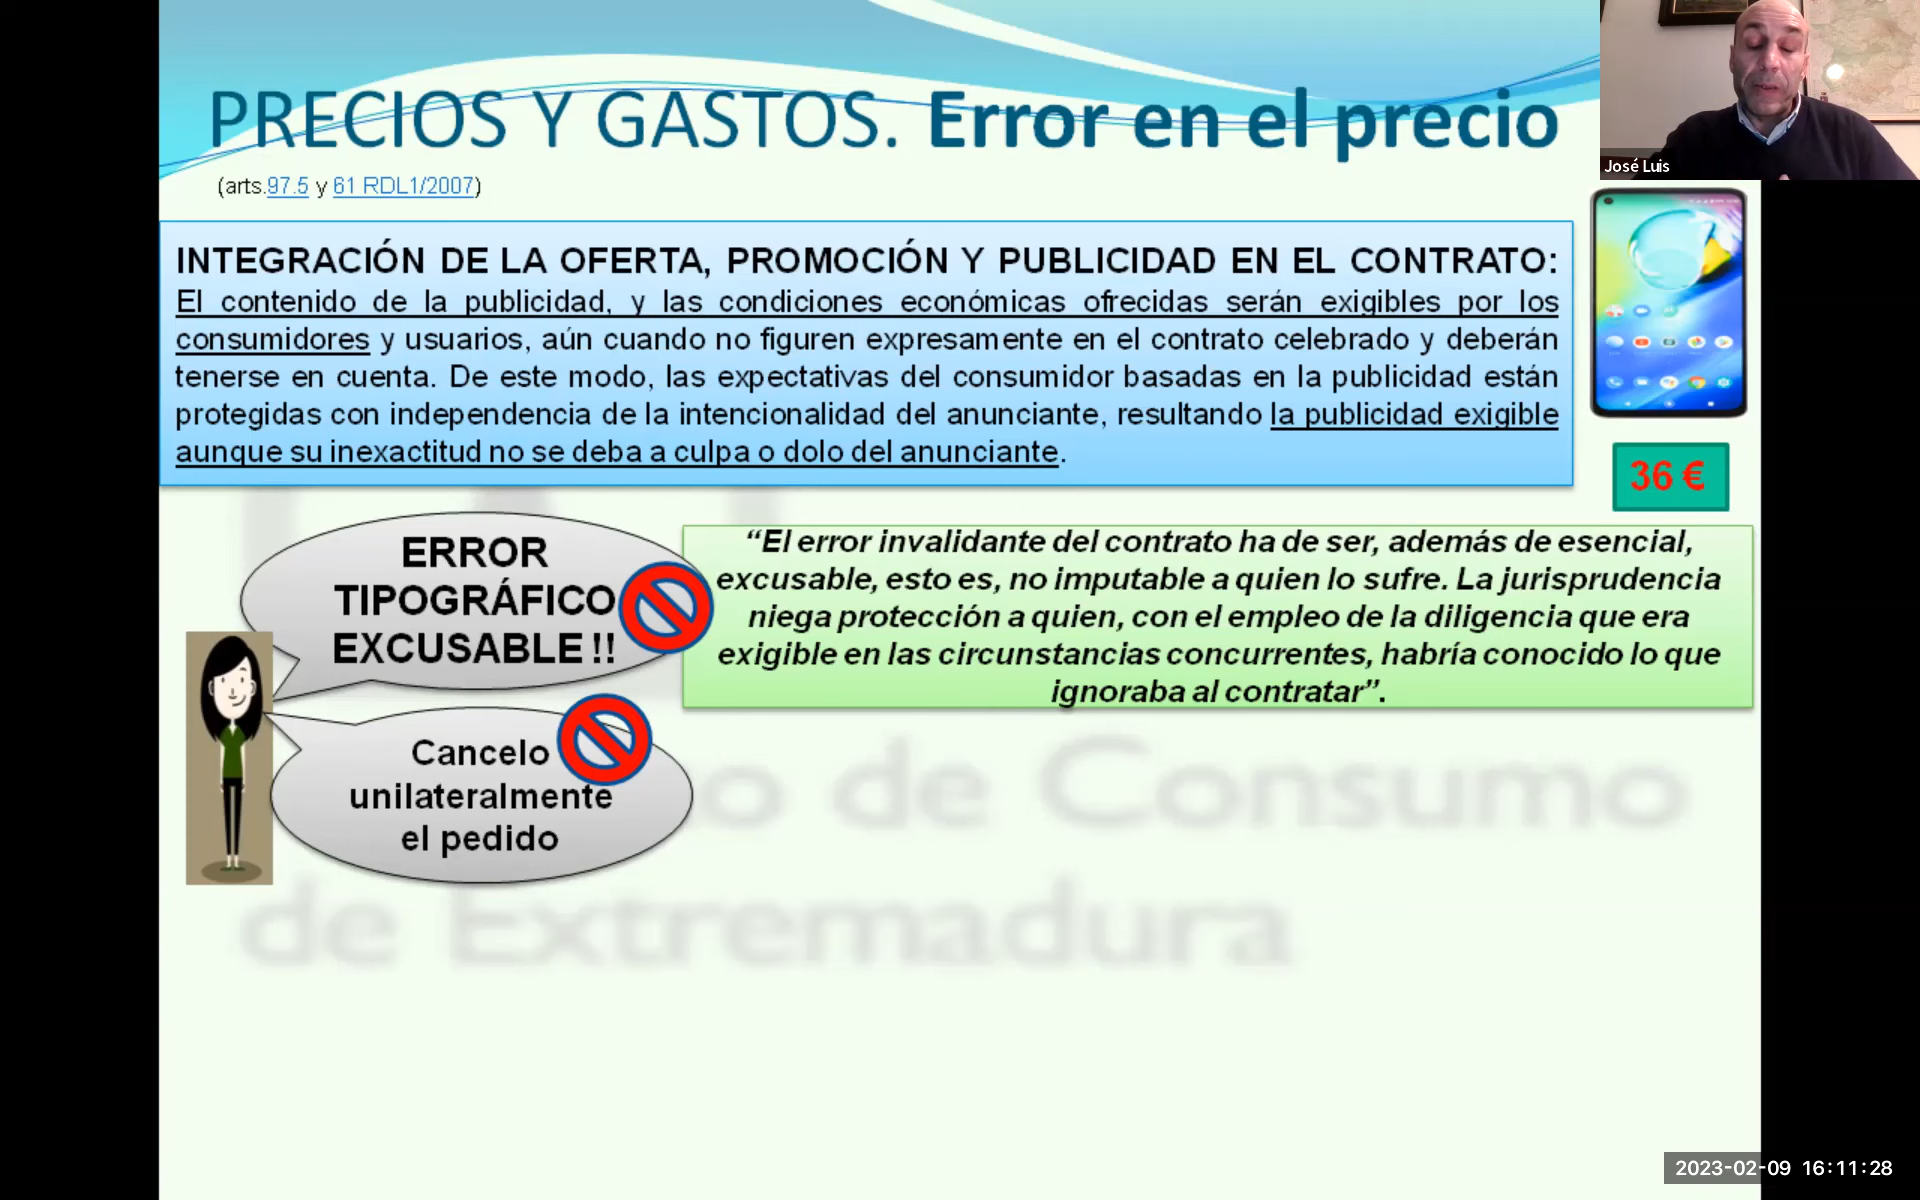 PRECIOS Y GASTOS. Error en el precio
José Luis
(arts.97.5 y 61 RDL1/2007)
INTEGRACIÓN DE LA OFERTA, PROMOCIÓN Y PUBLICIDAD EN EL CONTRATO:
El contenido de la publicidad, y las condiciones económicas ofrecidas serán exigibles por los
consumidores y usuarios, aún cuando no figuren expresamente en el contrato celebrado y deberán
tenerse en cuenta. De este modo, las expectativas del consumidor basadas en la publicidad están
protegidas con independencia de la intencionalidad del anunciante, resultando la publicidad exigible
aunque su inexactitud no se deba a culpa o dolo del anunciante.
36 €
ERROR
TIPOGRÁFICO
EXCUSABLE !!
“El error invalidante del contrato ha de ser, además de esencial,
excusable, esto es, no imputable a quien lo sufre. La jurisprudencia
niega protección a quien, con el empleo de la diligencia que era
exigible en las circunstancias concurrentes, habría conocido lo que
ignoraba al contratar”.
Cancelo
unilateralmente
el pedido
de Consumo
de Extremadura
2023-02-09 16:11:28